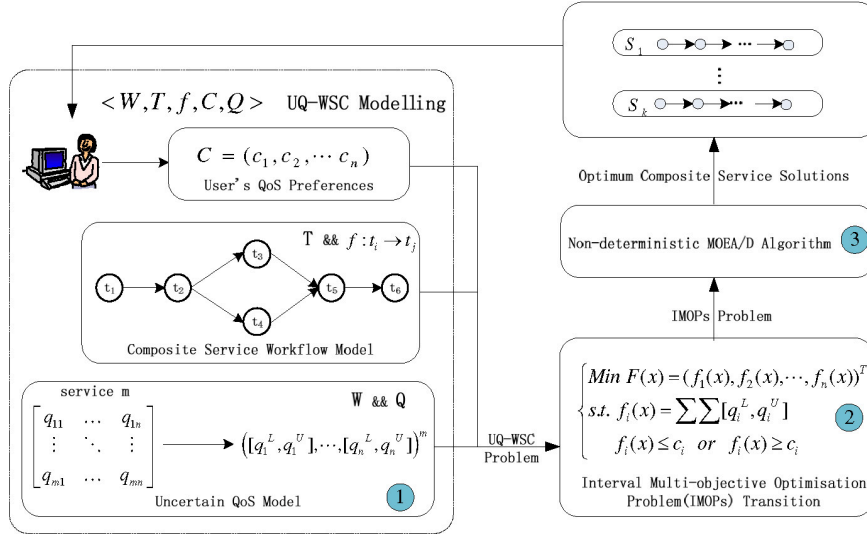 <W,T,f,C,Q> UQ-WSC Modelling
C = (c₁, c₂, ⋯ cₙ)
User's QoS Preferences
T && f : tᵢ → tⱼ
t₁
t₂
t₃
t₄
t₅
t₆
Composite Service Workflow Model
service m
W && Q
q₁₁ … q₁ₙ
⋮ ⋱ ⋮
qₘ₁ … qₘₙ
([q₁ᴸ, q₁ᵁ],⋯,[qₙᴸ, qₙᵁ])ᵐ
Uncertain QoS Model
1
UQ-WSC
Problem
S₁ ⋯
⋮
Sₖ ⋯
Optimum Composite Service Solutions
Non-deterministic MOEA/D Algorithm
3
IMOPs Problem
Min F(x) = (f₁(x), f₂(x),⋯, fₙ(x))ᵀ
s.t. fᵢ(x) = ∑∑[qᵢᴸ, qᵢᵁ]
2
fᵢ(x) ≤ cᵢ or fᵢ(x) ≥ cᵢ
Interval Multi-objective Optimisation
Problem(IMOPs) Transition